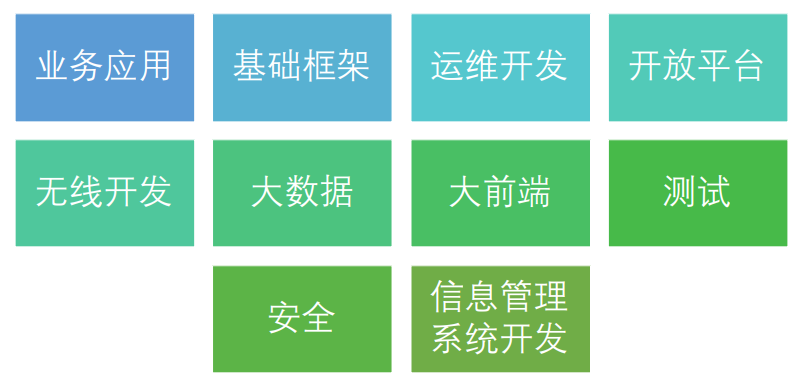 业务应用
基础框架
运维开发
开放平台
无线开发
大数据
大前端
测试
安全
信息管理
系统开发